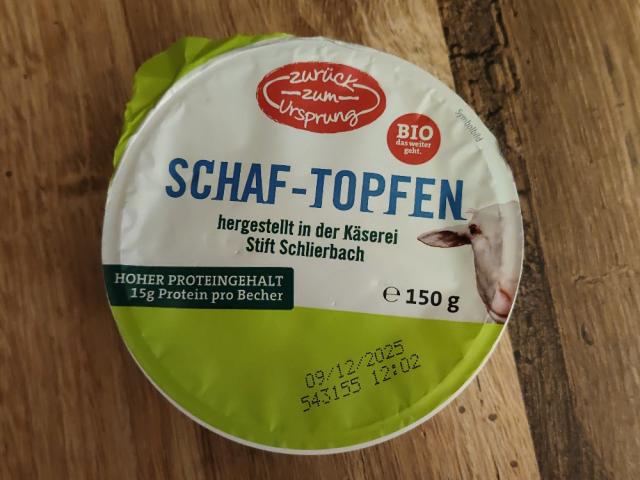 zurück
zum
Ursprung
BIO
das weiter
geht.
Symbolbild
SCHAF-TOPFEN
hergestellt in der Käserei
Stift Schlierbach
HOHER PROTEINGEHALT
15g Protein pro Becher
℮ 150 g
09/12/2025
543155 12:02